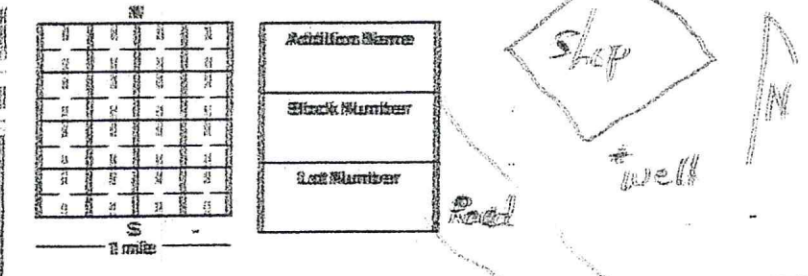 N
Addition Name
Block Number
Lot Number
S
1 mile
Shop
N
well
Road